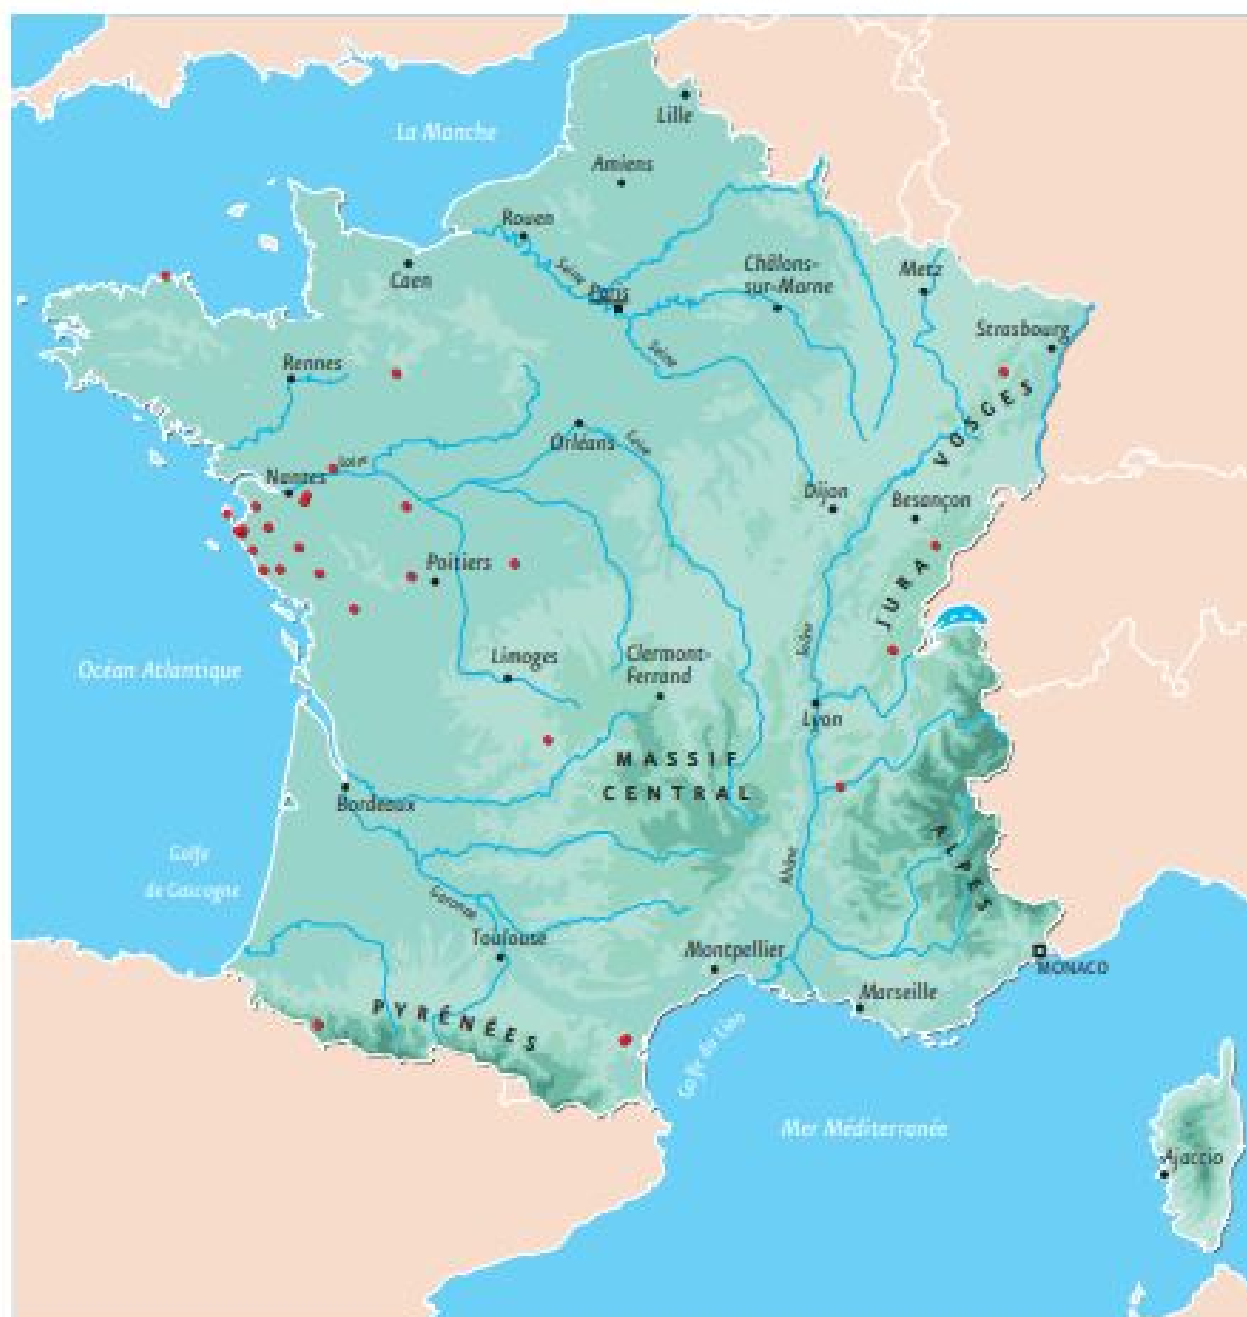 Lille
La Manche
Amiens
Rouen
Caen
Seine
Paris
Châlons-
sur-Marne
Metz
Strasbourg
Seine
Rennes
VOSGES
Orléans
Loire
Loire
Nantes
Dijon
Besançon
Poitiers
JURA
Océan Atlantique
Limoges
Clermont-
Ferrand
Saône
Lyon
MASSIF
CENTRAL
Bordeaux
ALPES
Golfe
de Gascogne
Rhône
Garonne
Toulouse
Montpellier
MONACO
Marseille
PYRÉNÉES
Golfe du Lion
Mer Méditerranée
Ajaccio